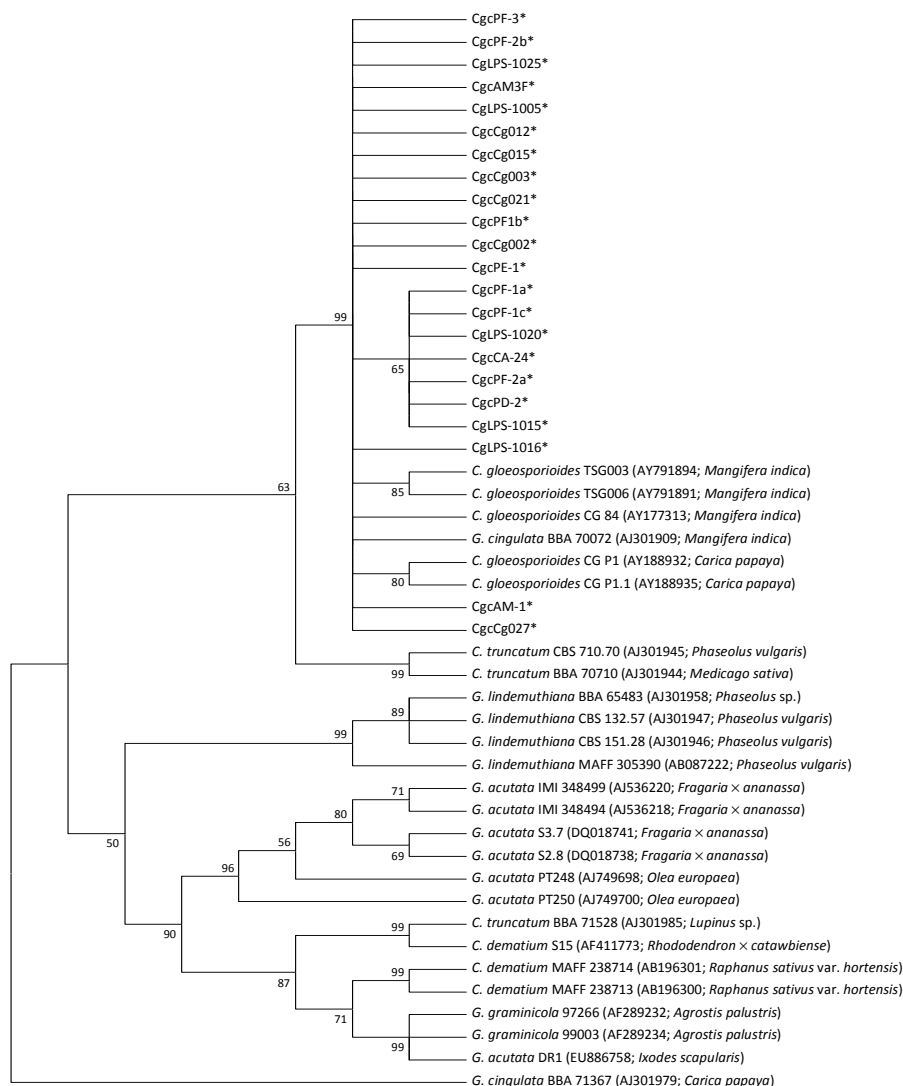 CgcPF-3*
CgcPF-2b*
CgLPS-1025*
CgcAM3F*
CgLPS-1005*
CgcCg012*
CgcCg015*
CgcCg003*
CgcCg021*
CgcPF1b*
CgcCg002*
CgcPE-1*
CgcPF-1a*
CgcPF-1c*
99
CgLPS-1020*
CgcCA-24*
65
CgcPF-2a*
CgcPD-2*
CgLPS-1015*
CgLPS-1016*
C. gloeosporioides TSG003 (AY791894; Mangifera indica)
63
85
C. gloeosporioides TSG006 (AY791891; Mangifera indica)
C. gloeosporioides CG 84 (AY177313; Mangifera indica)
G. cingulata BBA 70072 (AJ301909; Mangifera indica)
C. gloeosporioides CG P1 (AY188932; Carica papaya)
80
C. gloeosporioides CG P1.1 (AY188935; Carica papaya)
CgcAM-1*
CgcCg027*
C. truncatum CBS 710.70 (AJ301945; Phaseolus vulgaris)
99
C. truncatum BBA 70710 (AJ301944; Medicago sativa)
G. lindemuthiana BBA 65483 (AJ301958; Phaseolus sp.)
89
G. lindemuthiana CBS 132.57 (AJ301947; Phaseolus vulgaris)
99
G. lindemuthiana CBS 151.28 (AJ301946; Phaseolus vulgaris)
G. lindemuthiana MAFF 305390 (AB087222; Phaseolus vulgaris)
71
G. acutata IMI 348499 (AJ536220; Fragaria × ananassa)
80
G. acutata IMI 348494 (AJ536218; Fragaria × ananassa)
G. acutata S3.7 (DQ018741; Fragaria × ananassa)
50
56
69
G. acutata S2.8 (DQ018738; Fragaria × ananassa)
96
G. acutata PT248 (AJ749698; Olea europaea)
G. acutata PT250 (AJ749700; Olea europaea)
90
99
C. truncatum BBA 71528 (AJ301985; Lupinus sp.)
C. dematium S15 (AF411773; Rhododendron × catawbiense)
99
C. dematium MAFF 238714 (AB196301; Raphanus sativus var. hortensis)
87
C. dematium MAFF 238713 (AB196300; Raphanus sativus var. hortensis)
71
G. graminicola 97266 (AF289232; Agrostis palustris)
G. graminicola 99003 (AF289234; Agrostis palustris)
99
G. acutata DR1 (EU886758; Ixodes scapularis)
G. cingulata BBA 71367 (AJ301979; Carica papaya)